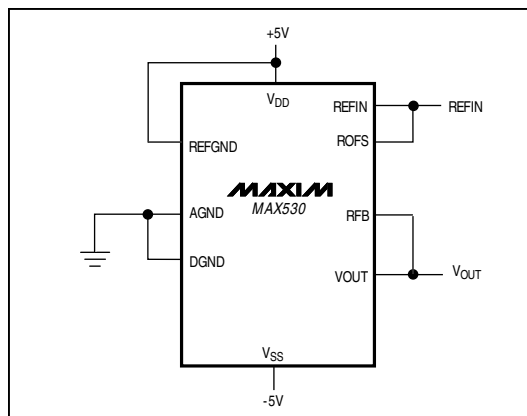 +5V
VDD
REFIN REFIN
REFGND ROFS
MAXIM
AGND MAX530 RFB
DGND VOUT VOUT
VSS
-5V